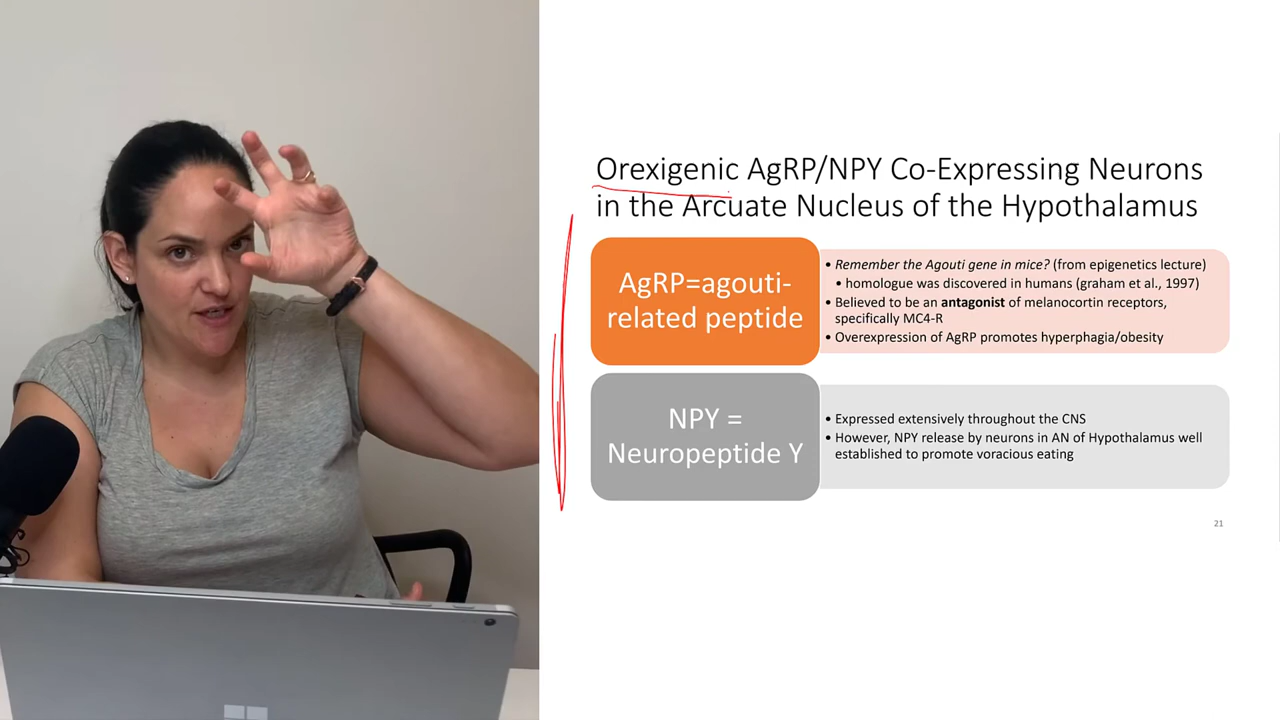 Orexigenic AgRP/NPY Co-Expressing Neurons
in the Arcuate Nucleus of the Hypothalamus
AgRP=agouti-
related peptide
• Remember the Agouti gene in mice? (from epigenetics lecture)
• homologue was discovered in humans (graham et al., 1997)
• Believed to be an antagonist of melanocortin receptors,
specifically MC4-R
• Overexpression of AgRP promotes hyperphagia/obesity
NPY =
Neuropeptide Y
• Expressed extensively throughout the CNS
• However, NPY release by neurons in AN of Hypothalamus well
established to promote voracious eating
21